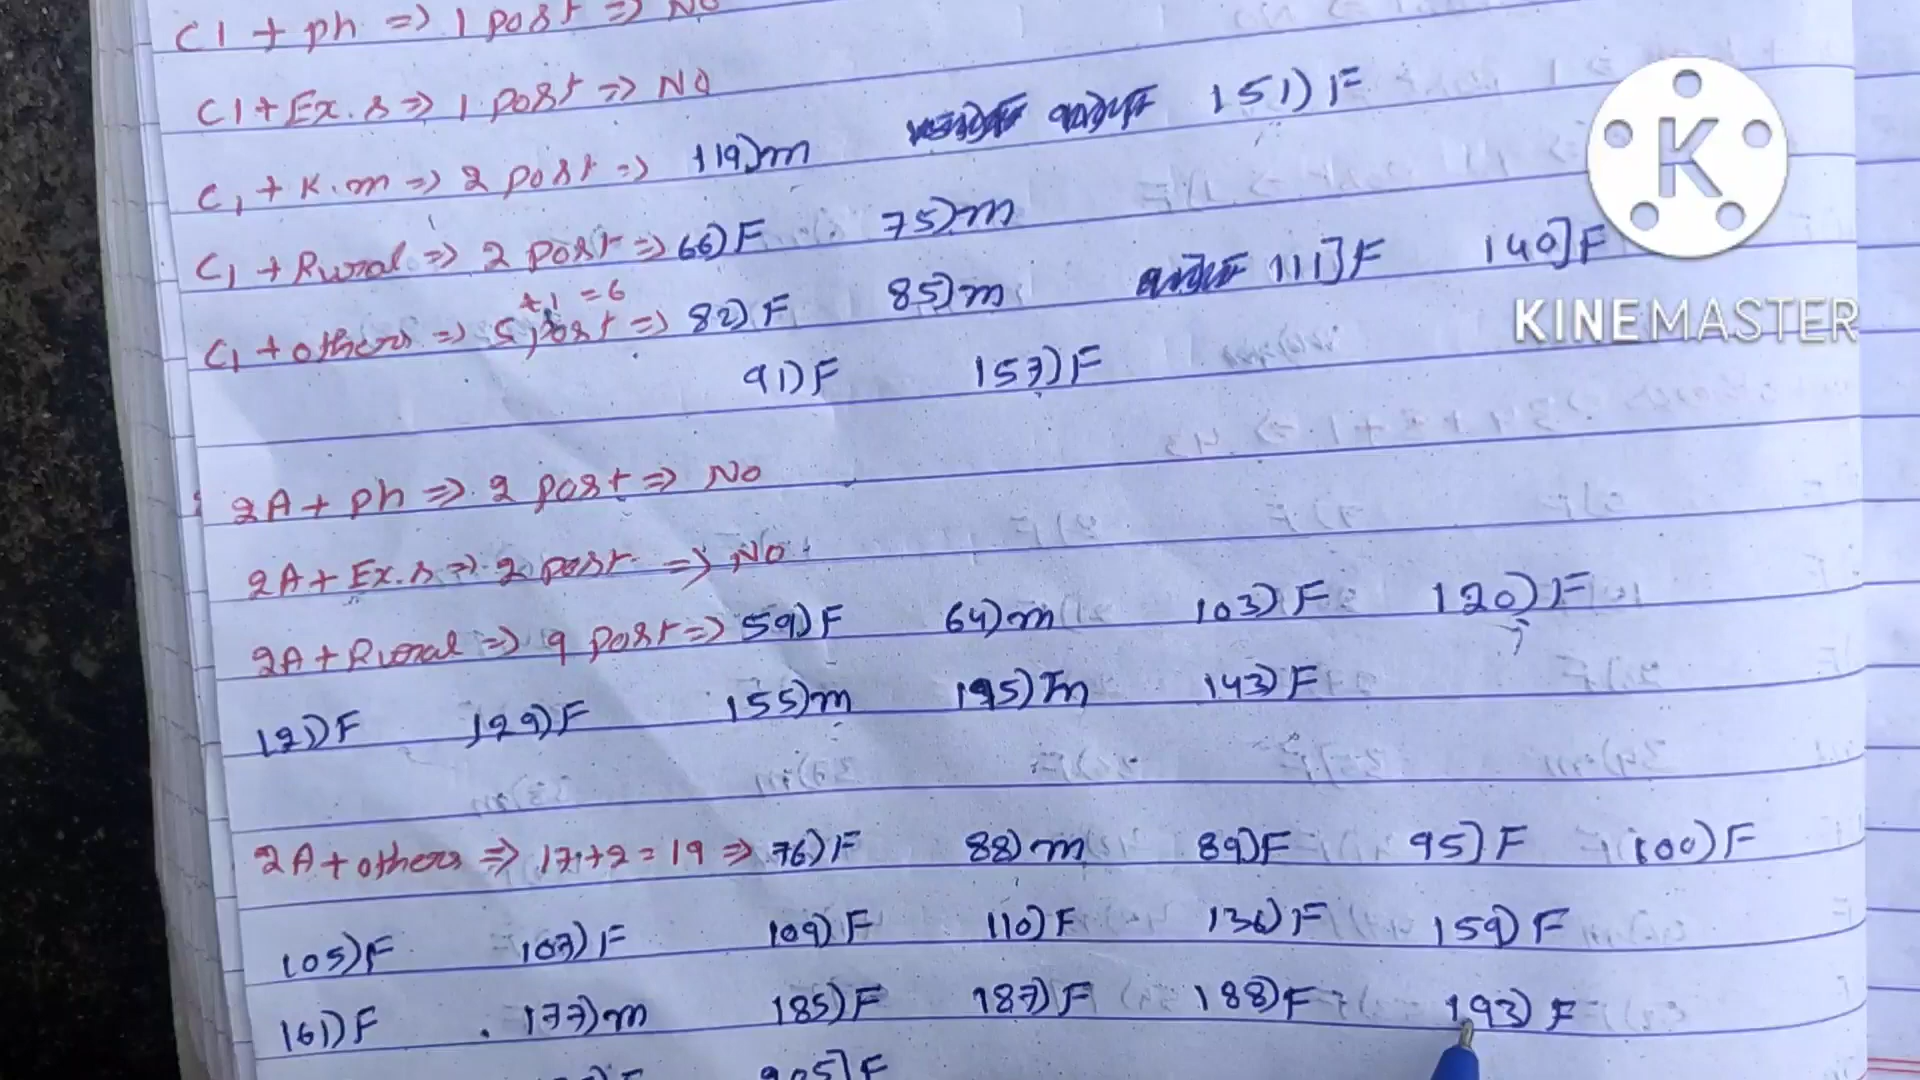 C1 + ph => 1 post => NO
C1 + Ex.s => 1 post => NO
C1 + K.m => 2 post => 119)m 151)F
C1 + Rural => 2 post => 66)F 75)m
+1 = 6
C1 + others => 5 post => 82)F 85)m 111]F 140]F
91)F 157)F
2A + ph => 2 post => NO
2A + Ex.s => 2 post => NO
2A + Rural => 9 post => 59)F 64)m 103)F 120)F
121)F 129)F 155)m 195)m 143)F
2A + others => 17+2 = 19 => 76)F 88)m 89)F 95]F 100)F
105)F 107)F 109)F 110)F 136)F 159)F
161)F 177)m 185)F 187)F 188)F 193)F
205]F
K
KINEMASTER